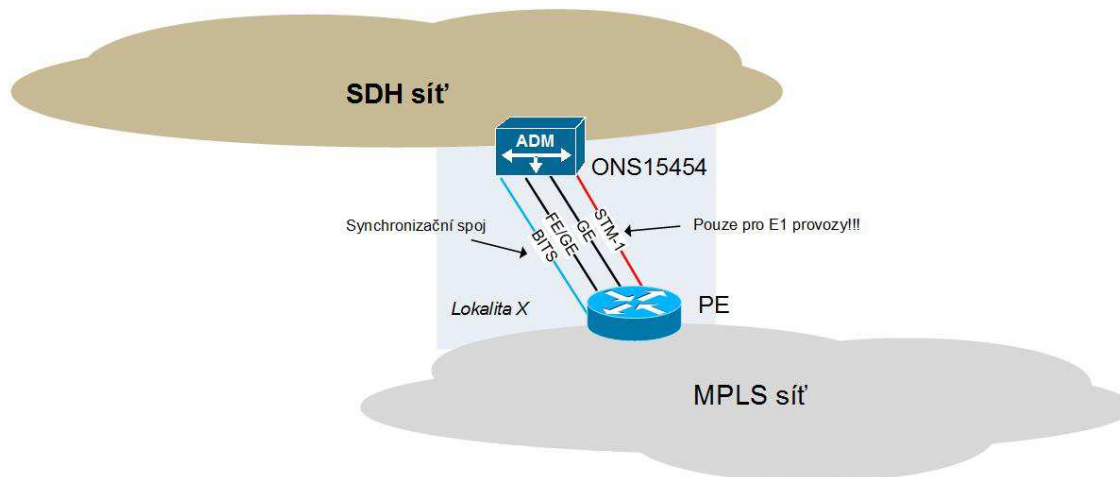 SDH síť
ADM
ONS15454
Synchronizační spoj
BITS
FE/GE
GE
STM-1
Pouze pro E1 provozy!!!
Lokalita X
PE
MPLS síť